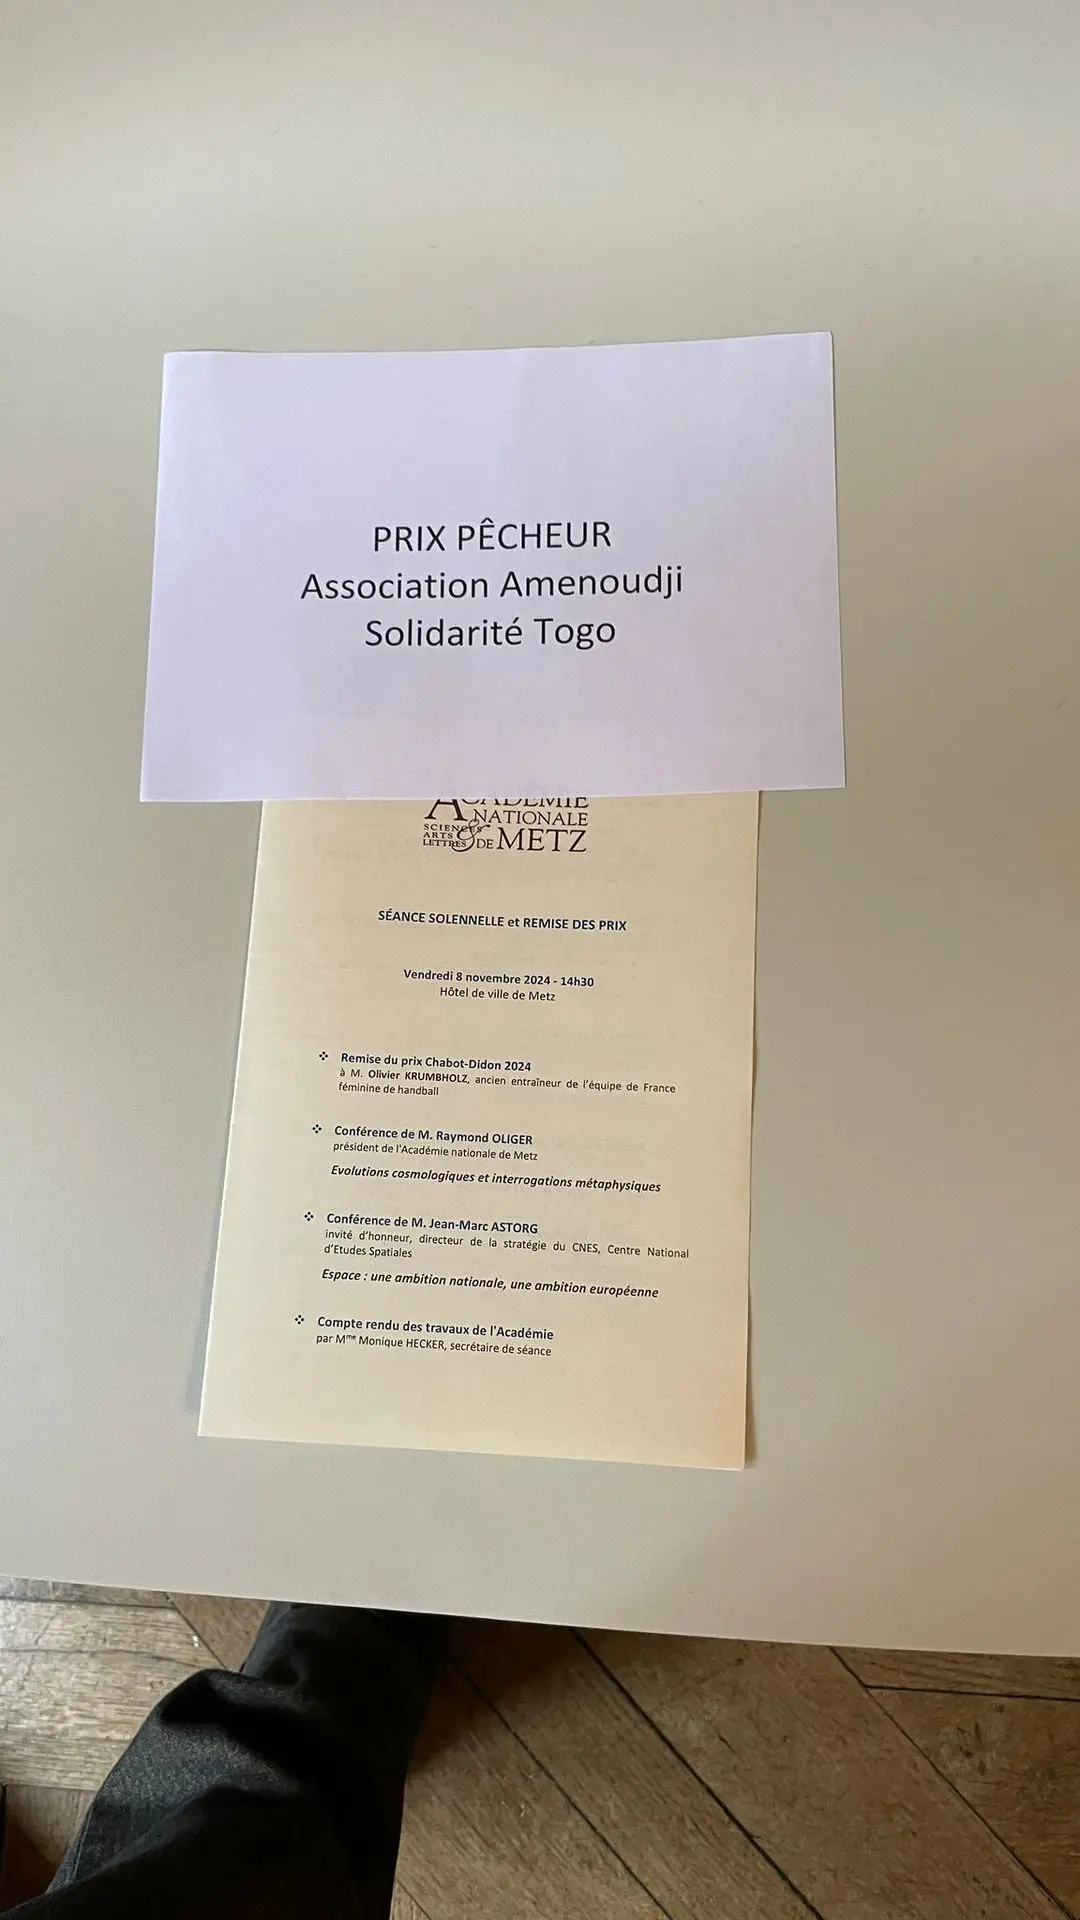 PRIX PÊCHEUR
Association Amenoudji
Solidarité Togo
ACADÉMIE
NATIONALE
SCIENCES
ARTS
LETTRES & DE METZ
SÉANCE SOLENNELLE et REMISE DES PRIX
Vendredi 8 novembre 2024 - 14h30
Hôtel de ville de Metz
❖ Remise du prix Chabot-Didon 2024
à M. Olivier KRUMBHOLZ, ancien entraîneur de l'équipe de France
féminine de handball
❖ Conférence de M. Raymond OLIGER
président de l'Académie nationale de Metz
Evolutions cosmologiques et interrogations métaphysiques
❖ Conférence de M. Jean-Marc ASTORG
invité d'honneur, directeur de la stratégie du CNES, Centre National
d'Etudes Spatiales
Espace : une ambition nationale, une ambition européenne
❖ Compte rendu des travaux de l'Académie
par Mme Monique HECKER, secrétaire de séance